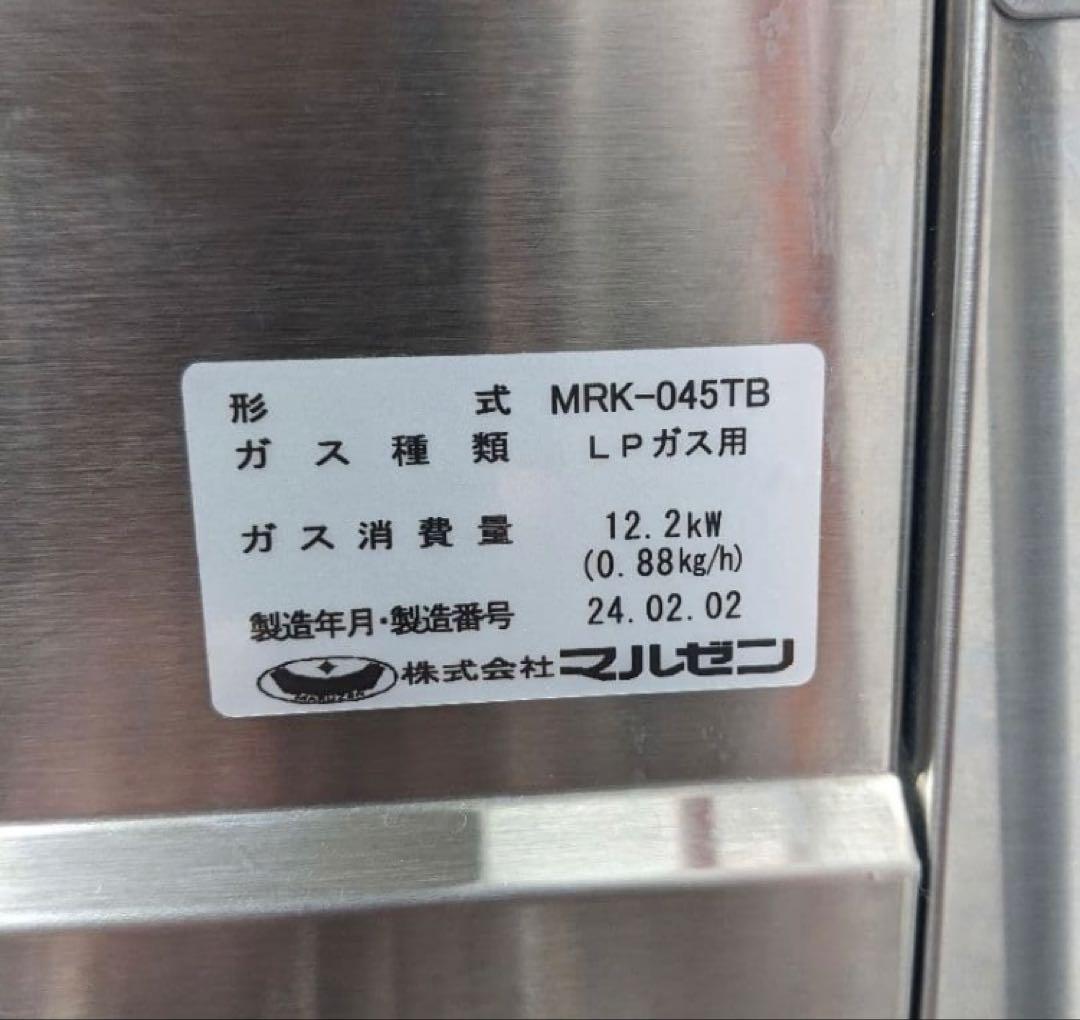 形式 MRK-045TB
ガス種類 LPガス用
ガス消費量 12.2kW
(0.88kg/h)
製造年月・製造番号 24.02.02
MARUZEN 株式会社マルゼン